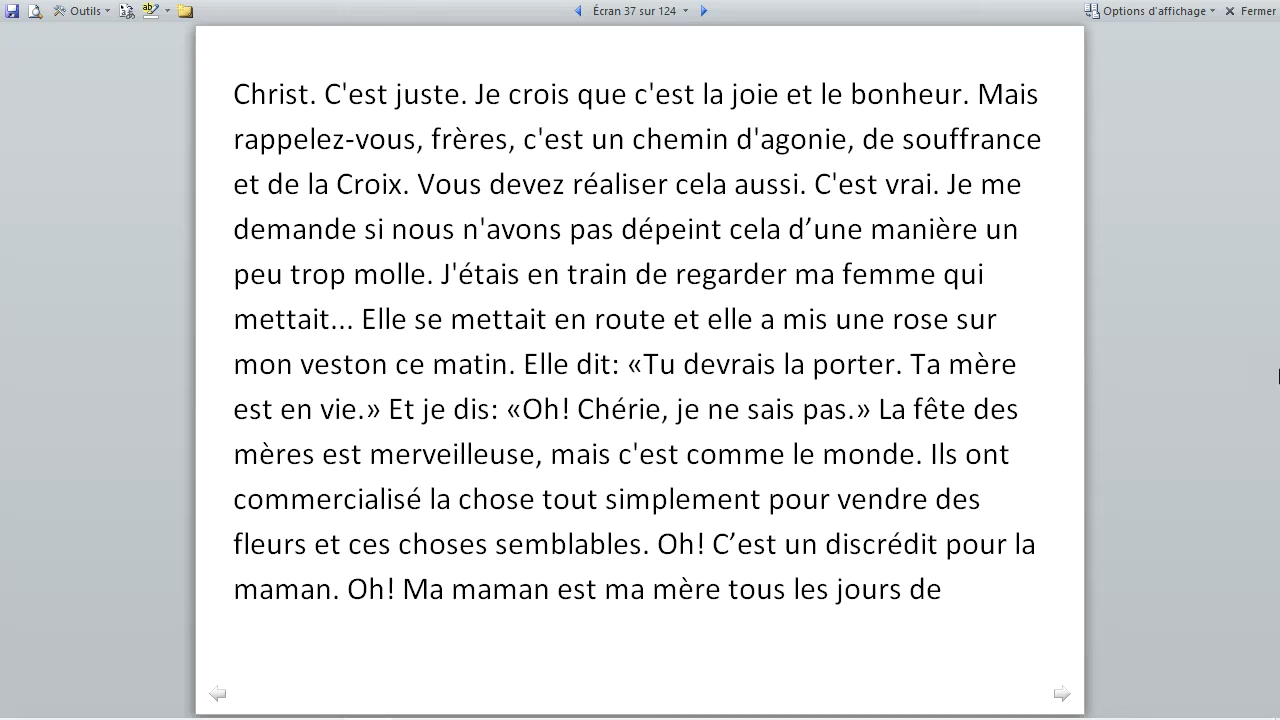 Outils
Écran 37 sur 124
Options d'affichage
Fermer
Christ. C'est juste. Je crois que c'est la joie et le bonheur. Mais
rappelez-vous, frères, c'est un chemin d'agonie, de souffrance
et de la Croix. Vous devez réaliser cela aussi. C'est vrai. Je me
demande si nous n'avons pas dépeint cela d’une manière un
peu trop molle. J'étais en train de regarder ma femme qui
mettait... Elle se mettait en route et elle a mis une rose sur
mon veston ce matin. Elle dit: «Tu devrais la porter. Ta mère
est en vie.» Et je dis: «Oh! Chérie, je ne sais pas.» La fête des
mères est merveilleuse, mais c'est comme le monde. Ils ont
commercialisé la chose tout simplement pour vendre des
fleurs et ces choses semblables. Oh! C’est un discrédit pour la
maman. Oh! Ma maman est ma mère tous les jours de